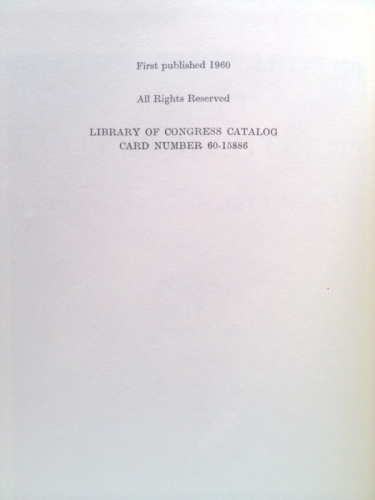 First published 1960
All Rights Reserved
LIBRARY OF CONGRESS CATALOG
CARD NUMBER 60-15886